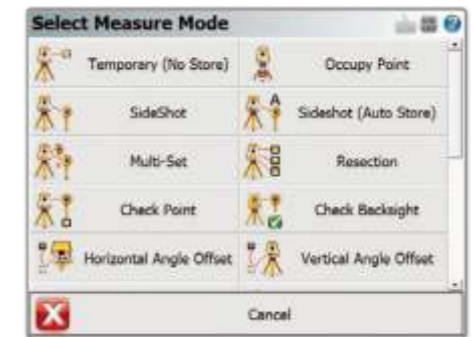 Select Measure Mode
Temporary (No Store)
Occupy Point
SideShot
A
Sideshot (Auto Store)
Multi-Set
Resection
Check Point
Check Backsight
Horizontal Angle Offset
Vertical Angle Offset
Cancel